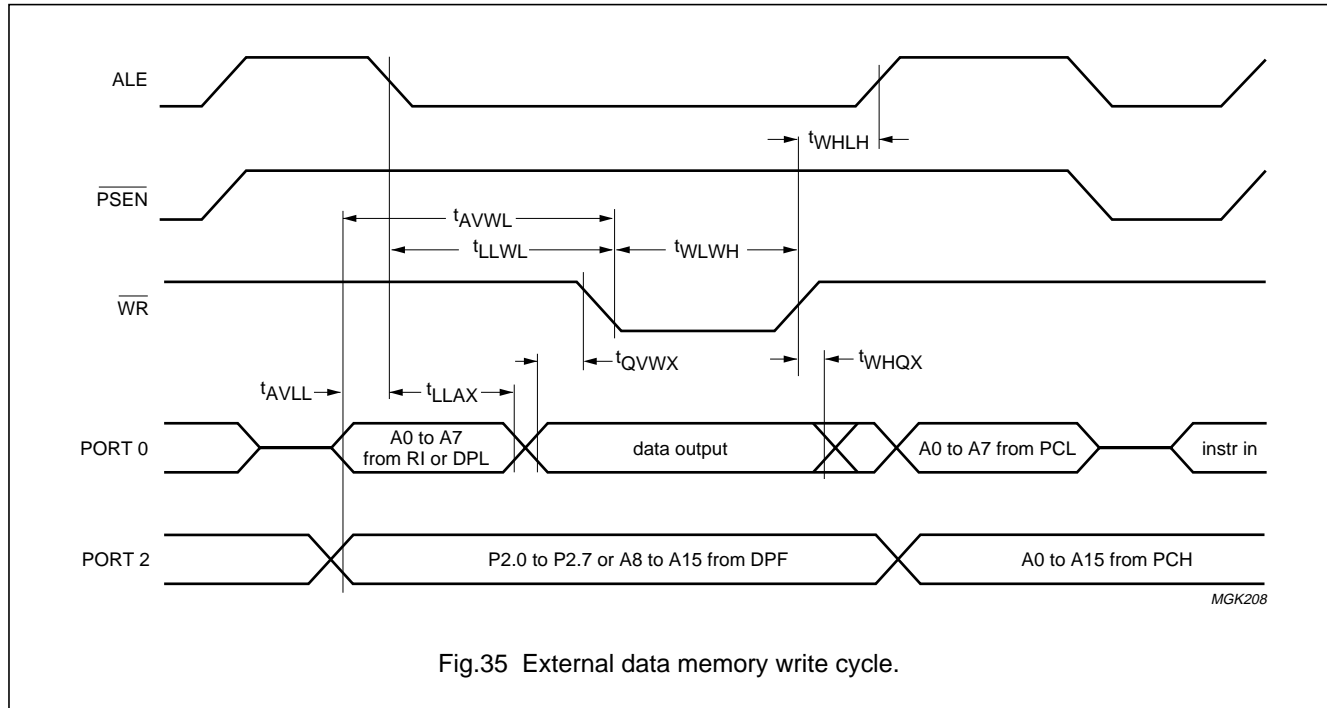 ALE
tWHLH
PSEN
tAVWL
tLLWL
tWLWH
WR
tQVWX
tWHQX
tAVLL
tLLAX
PORT 0
A0 to A7
from RI or DPL
data output
A0 to A7 from PCL
instr in
PORT 2
P2.0 to P2.7 or A8 to A15 from DPF
A0 to A15 from PCH
MGK208
Fig.35 External data memory write cycle.